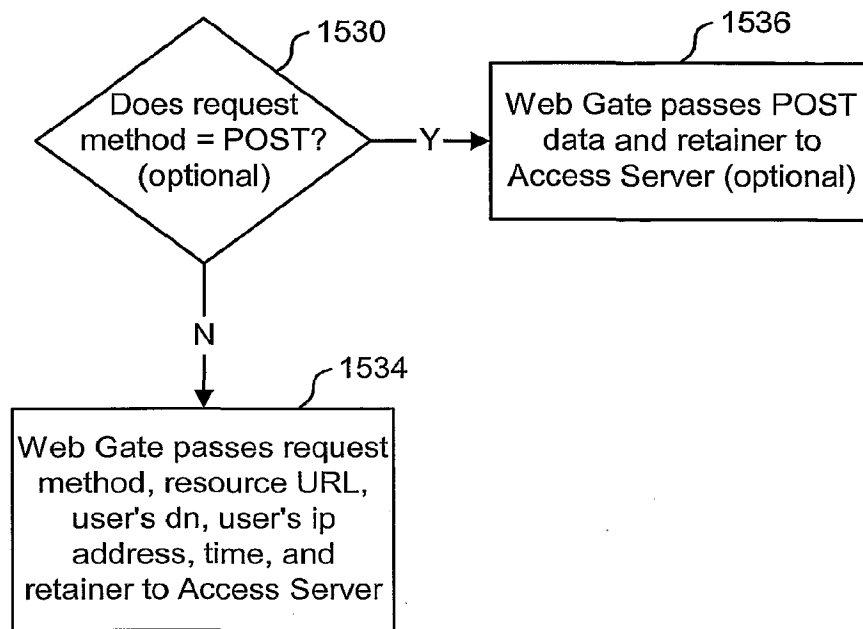 1530
Does request
method = POST?
(optional)
Y
1536
Web Gate passes POST
data and retainer to
Access Server (optional)
N
1534
Web Gate passes request
method, resource URL,
user's dn, user's ip
address, time, and
retainer to Access Server